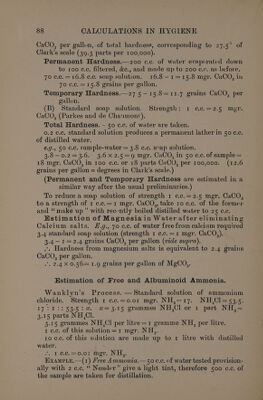 88 CALCULATIONS IN HYGIENE
CaCO₃ per gallon, of total hardness, corresponding to 27.5° of
Clark's scale (39.3 parts per 100,000).
Permanent Hardness.—200 c.c. of water evaporated down
to 100 c.c. filtered, &c., and made up to 200 c.c. as before.
70 c.c. = 16.8 c.c. soap solution. 16.8 - 1 = 15.8 mgr. CaCO₃ in
70 c.c. = 15.8 grains per gallon.
Temporary Hardness.—27.5 - 15.8 = 11.7 grains CaCO₃ per
gallon.
(B) Standard soap solution. Strength: 1 c.c. = 2.5 mgr.
CaCO₃ (Parkes and de Chaumont).
Total Hardness.—50 c.c. of water are taken.
0.2 c.c. standard solution produces a permanent lather in 50 c.c.
of distilled water.
e.g., 50 c.c. sample-water = 3.8 c.c. soap solution.
3.8 - 0.2 = 3.6. 3.6 x 2.5 = 9 mgr. CaCO₃ in 50 c.c. of sample =
18 mgr. CaCO₃ in 100 c.c. or 18 parts CaCO₃ per 100,000. (12.6
grains per gallon = degrees in Clark's scale.)
(Permanent and Temporary Hardness are estimated in a
similar way after the usual preliminaries.)
To reduce a soap solution of strength 1 c.c. = 2.5 mgr. CaCO₃
to a strength of 1 c.c. = 1 mgr. CaCO₃, take 10 c.c. of the former
and "make up" with recently boiled distilled water to 25 c.c.
Estimation of Magnesia in Water after eliminating
Calcium salts. E.g., 70 c.c. of water free from calcium required
3.4 standard soap solution (strength 1 c.c. = 1 mgr. CaCO₃).
3.4 - 1 = 2.4 grains CaCO₃ per gallon (vide supra).
∴ Hardness from magnesium salts is equivalent to 2.4 grains
CaCO₃ per gallon.
∴ 2.4 x 0.56 = 1.9 grains per gallon of MgCO₃.
Estimation of Free and Albuminoid Ammonia.
Wanklyn's Process.—Standard solution of ammonium
chloride. Strength 1 c.c. = 0.01 mgr. NH₃ = 17. NH₄Cl = 53.5.
17 : 1 :: 53.5 : x. x = 3.15 grammes NH₄Cl or 1 part NH₃ =
3.15 parts NH₄Cl.
3.15 grammes NH₄Cl per litre = 1 gramme NH₃ per litre.
1 c.c. of this solution = 1 mgr. NH₃.
10 c.c. of this solution are made up to 1 litre with distilled
water.
∴ 1 c.c. = 0.01 mgr. NH₃.
EXAMPLE.—(1) Free Ammonia.—50 c.c. of water tested provision-
ally with 2 c.c. "Nessler" give a light tint, therefore 500 c.c. of
the sample are taken for distillation.